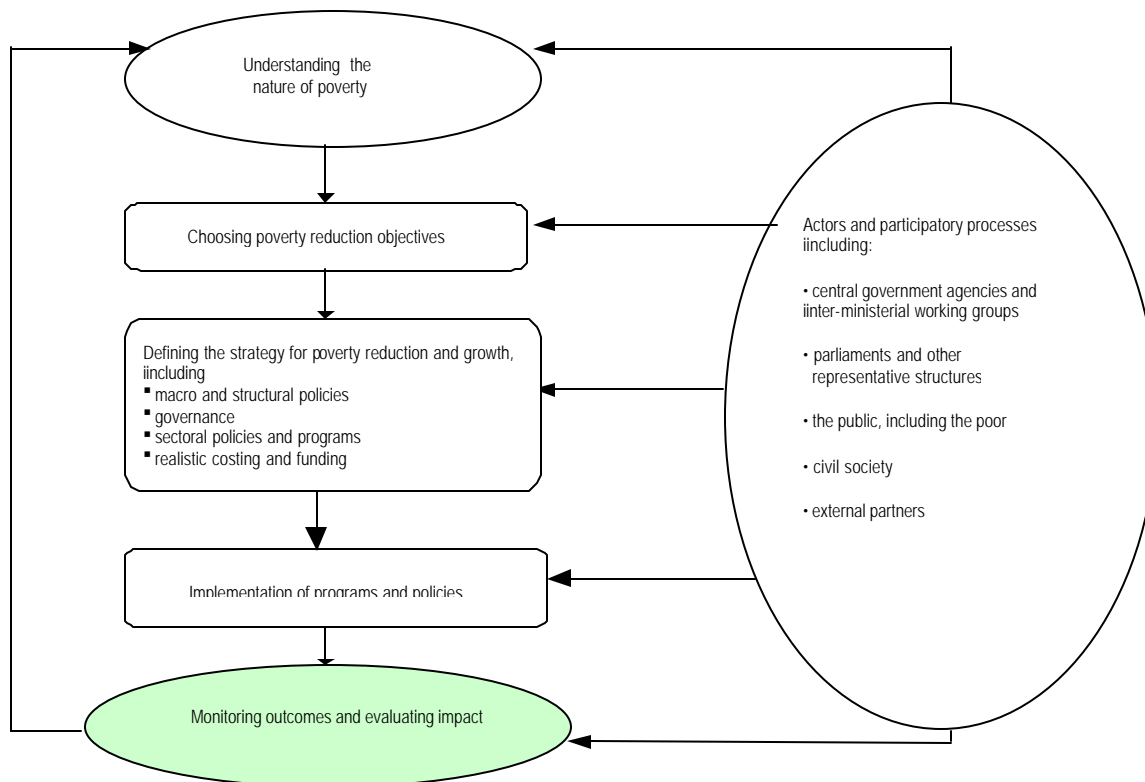 Understanding the
nature of poverty
Choosing poverty reduction objectives
Defining the strategy for poverty reduction and growth,
iincluding
▪ macro and structural policies
▪ governance
▪ sectoral policies and programs
▪ realistic costing and funding
Implementation of programs and policies
Monitoring outcomes and evaluating impact
Actors and participatory processes
iincluding:
• central government agencies and
iinter-ministerial working groups
• parliaments and other
representative structures
• the public, including the poor
• civil society
• external partners